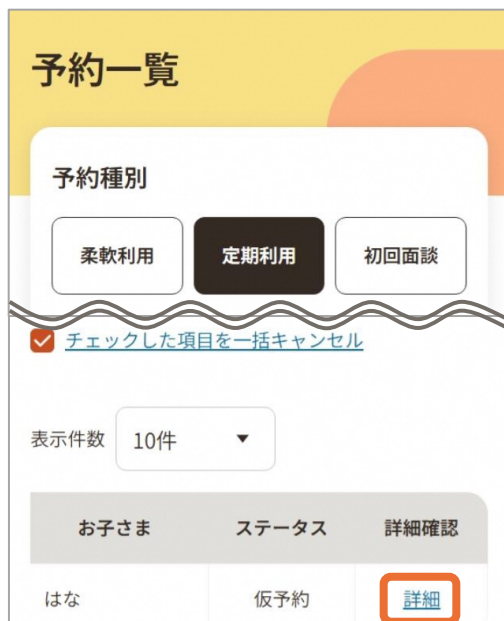 予約一覧
予約種別
柔軟利用 定期利用 初回面談
チェックした項目を一括キャンセル
表示件数 10件
お子さま ステータス 詳細確認
はな 仮予約 詳細